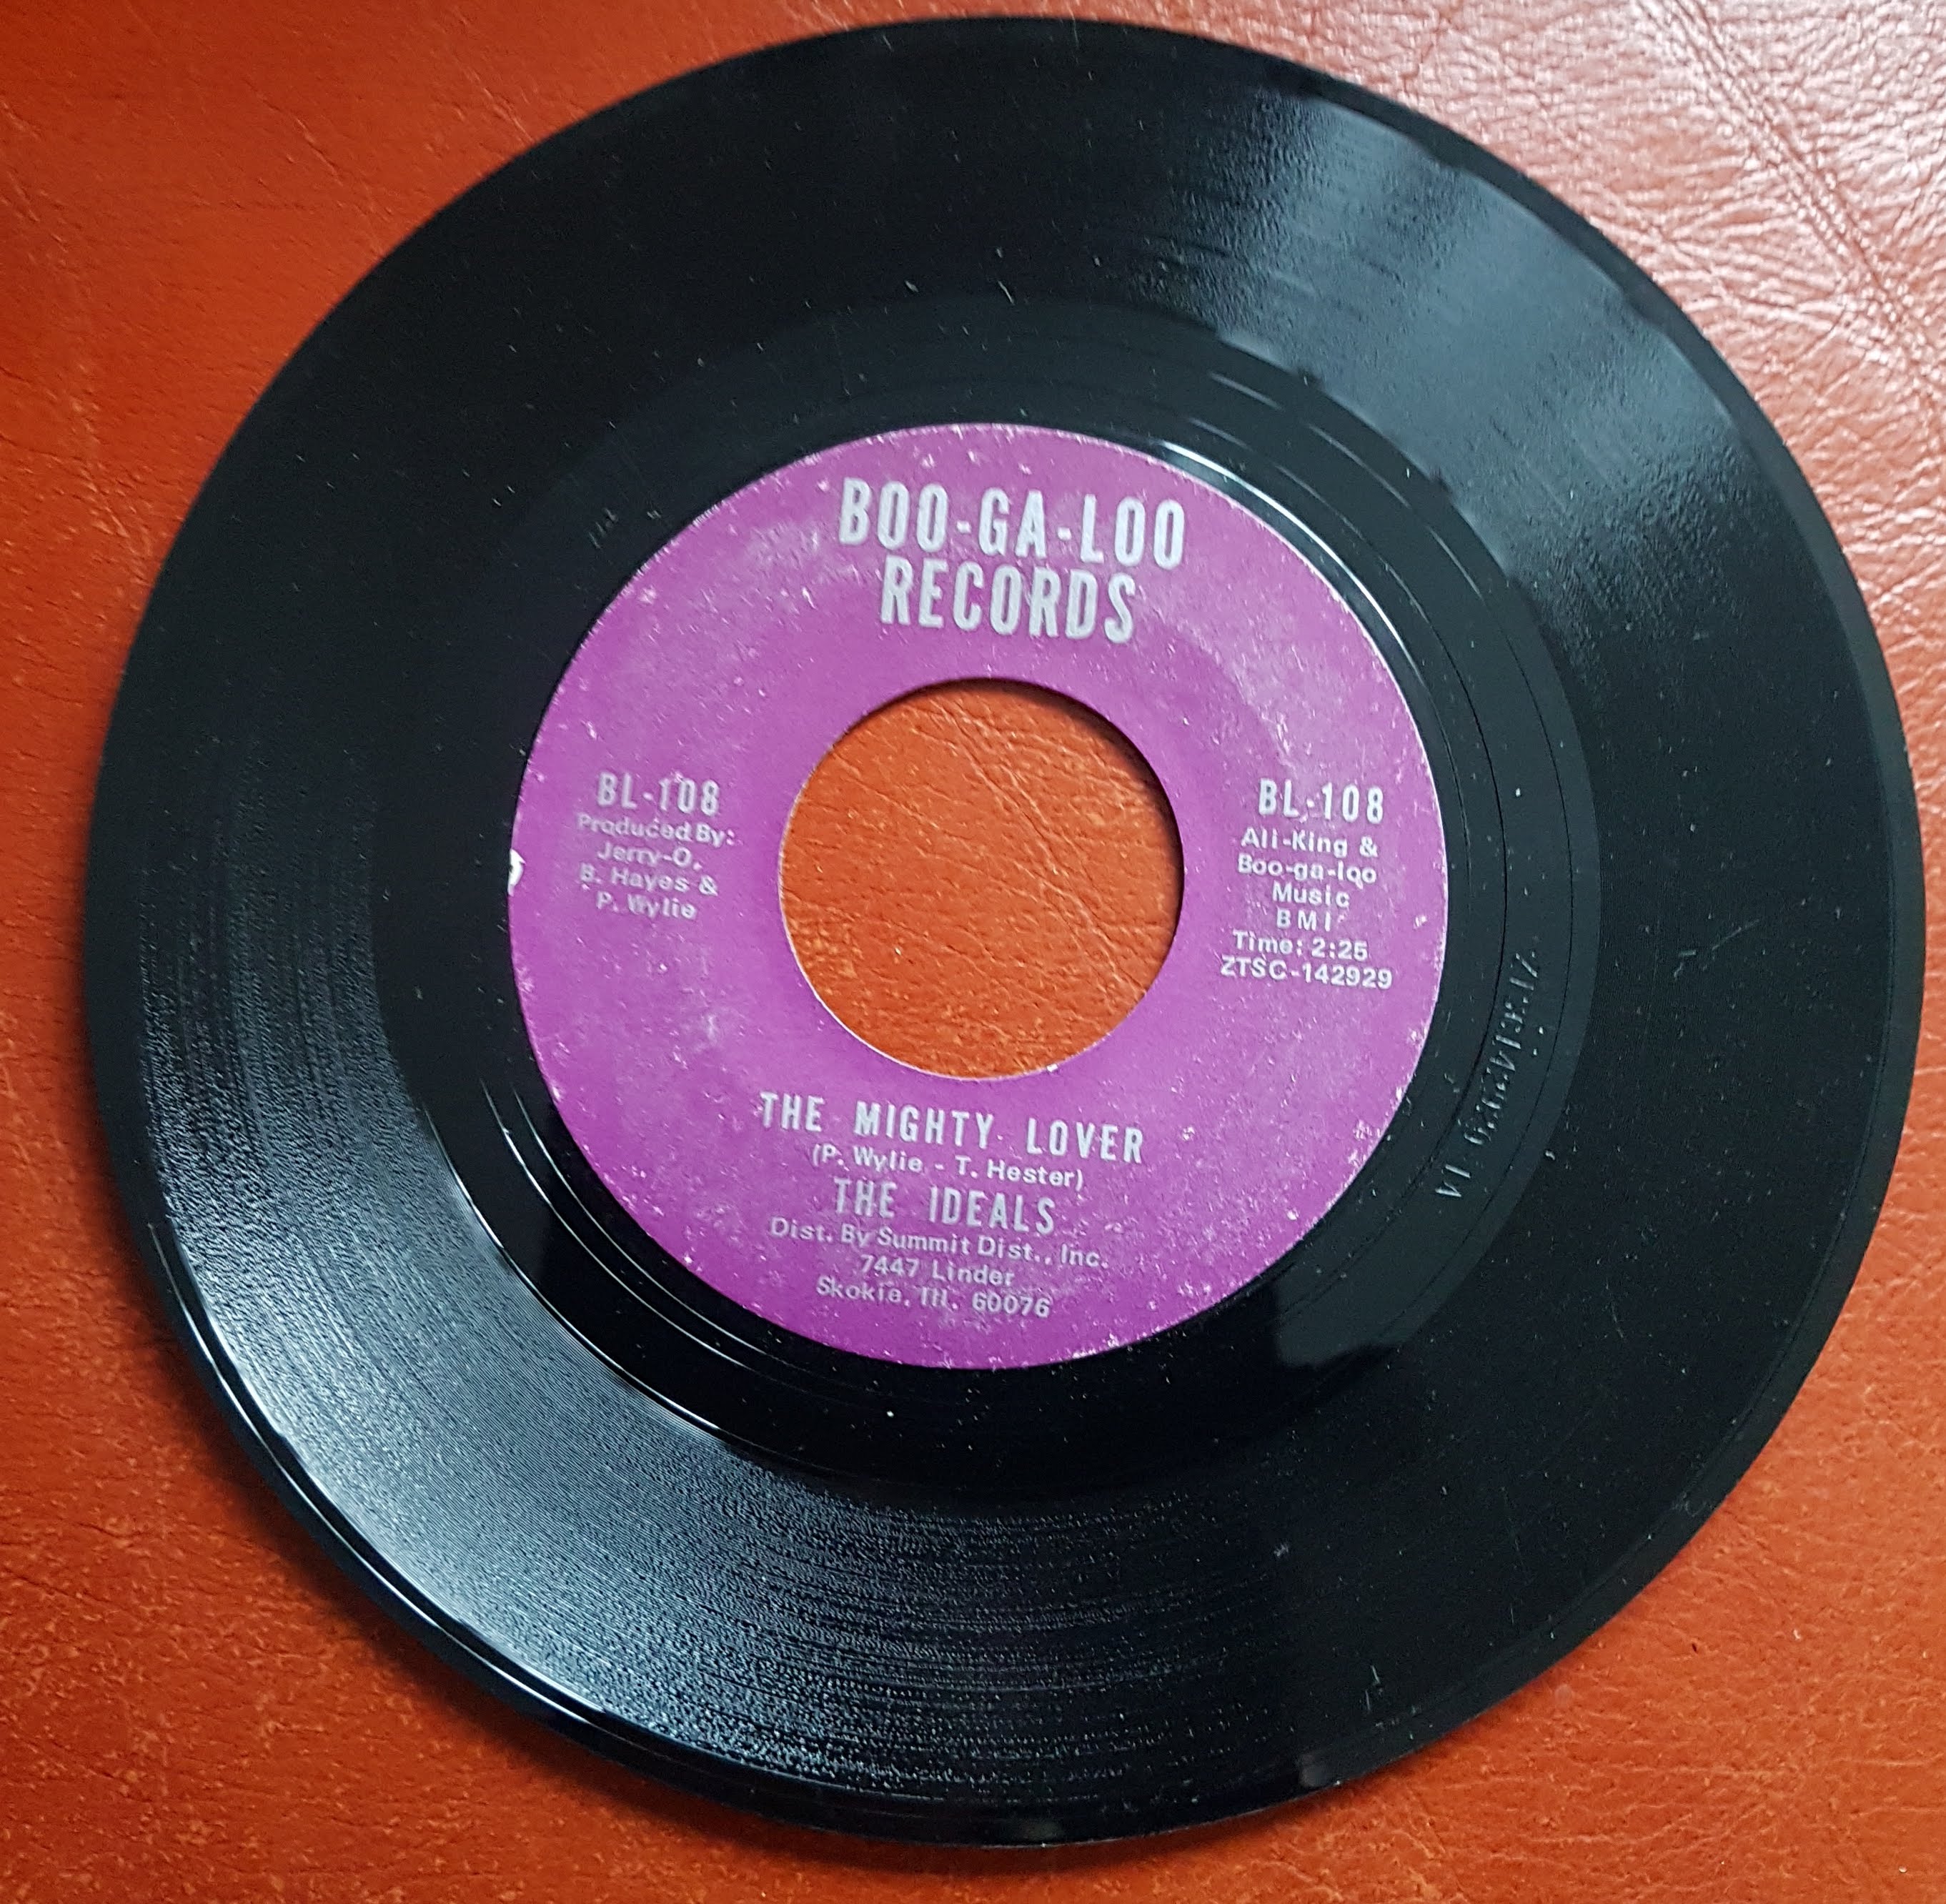 BOO-GA-LOO
RECORDS
BL-108
Produced By:
Jerry-O,
B. Hayes &
P. Wylie
BL-108
All-King &
Boo-ga-loo
Music
BMI
Time: 2:25
ZTSC-142929
THE MIGHTY LOVER
(P. Wylie - T. Hester)
THE IDEALS
Dist. By Summit Dist., Inc.
7447 Linder
Skokie, Ill. 60076